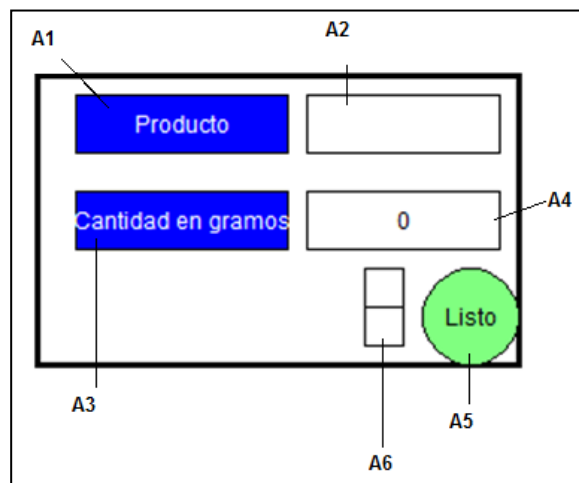 A1
A2
Producto
Cantidad en gramos
0
A4
Listo
A3
A5
A6